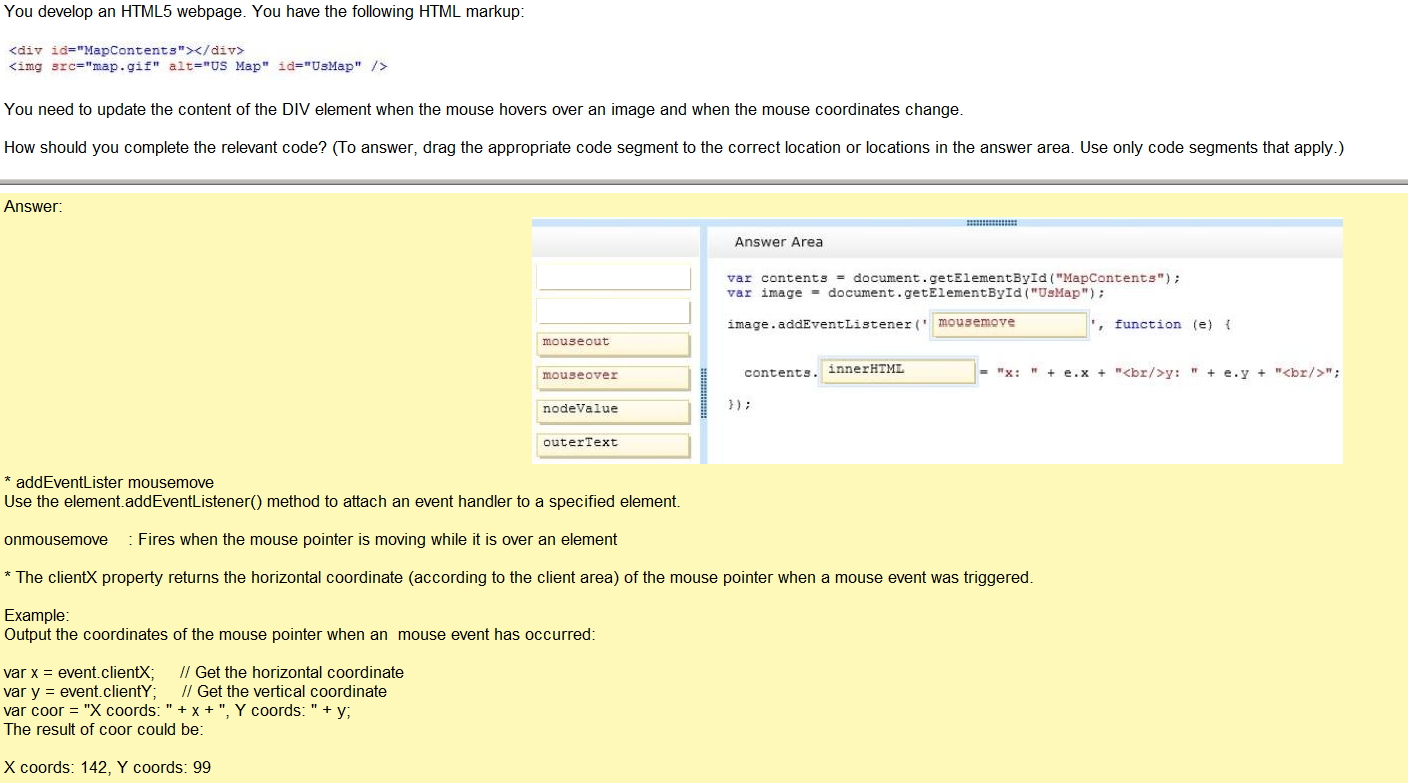 You develop an HTML5 webpage. You have the following HTML markup:
<div id="MapContents"></div>
<img src="map.gif" alt="US Map" id="UsMap" />
You need to update the content of the DIV element when the mouse hovers over an image and when the mouse coordinates change.
How should you complete the relevant code? (To answer, drag the appropriate code segment to the correct location or locations in the answer area. Use only code segments that apply.)
Answer:
mouseout
mouseover
nodeValue
outerText
Answer Area
var contents = document.getElementById("MapContents");
var image = document.getElementById("UsMap");
image.addEventListener(' mousemove ', function (e) {
contents. innerHTML = "x: " + e.x + "<br/>y: " + e.y + "<br/>";
});
* addEventLister mousemove
Use the element.addEventListener() method to attach an event handler to a specified element.
onmousemove : Fires when the mouse pointer is moving while it is over an element
* The clientX property returns the horizontal coordinate (according to the client area) of the mouse pointer when a mouse event was triggered.
Example:
Output the coordinates of the mouse pointer when an mouse event has occurred:
var x = event.clientX; // Get the horizontal coordinate
var y = event.clientY; // Get the vertical coordinate
var coor = "X coords: " + x + ", Y coords: " + y;
The result of coor could be:
X coords: 142, Y coords: 99